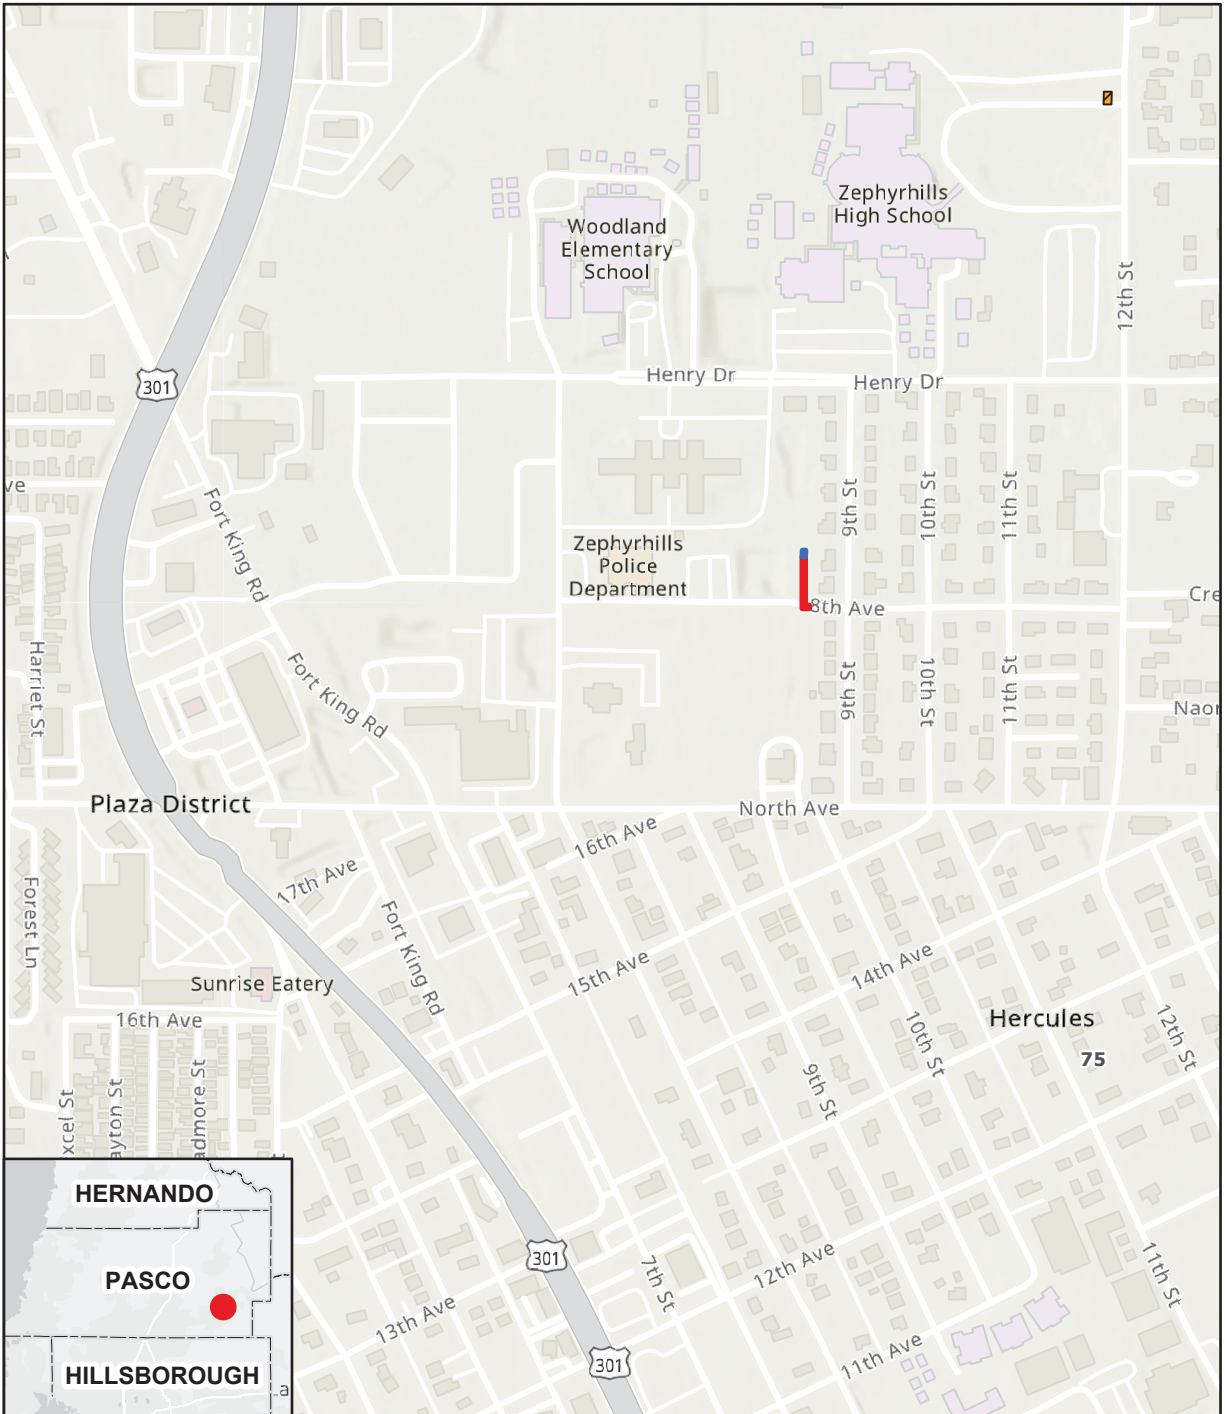 Zephyrhills
High School
Woodland
Elementary
School
12th St
301
Henry Dr
Henry Dr
ve
Fort King Rd
9th St
10th St
11th St
Zephyrhills
Police
Department
8th Ave
Cre
Harriet St
Fort King Rd
9th St
10th St
11th St
Naor
Plaza District
North Ave
16th Ave
17th Ave
Forest Ln
Fort King Rd
15th Ave
14th Ave
Sunrise Eatery
16th Ave
Hercules
75
10th St
12th St
9th St
xcel St
ayton St
admore St
HERNANDO
PASCO
HILLSBOROUGH
301
7th St
12th Ave
11th St
13th Ave
301
11th Ave